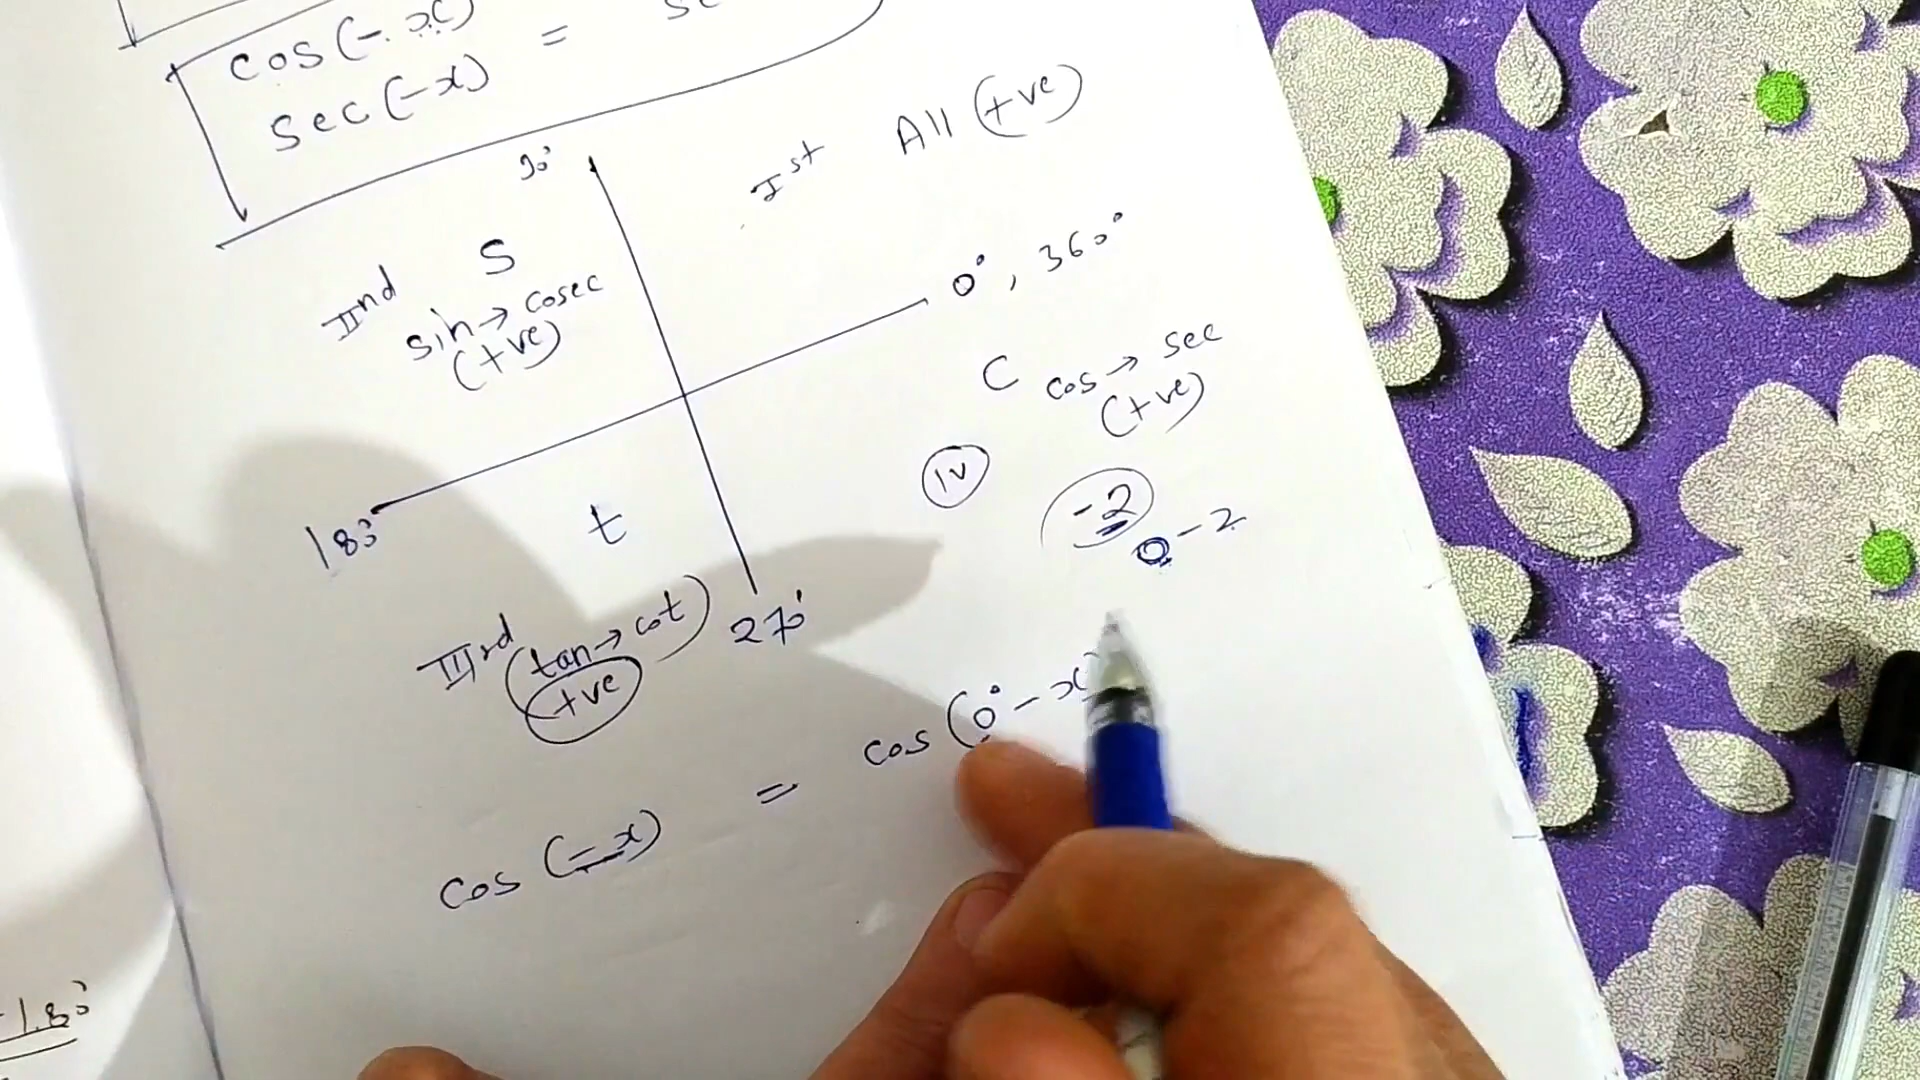 cos(-x)
sec(-x) =
90°
Ist All (+ve)
0°, 360°
IInd S
sin→cosec
(+ve)
C cos→sec
(+ve)
IV
-2
0-2
180°
t
IIIrd (tan→cot)
+ve
270°
cos(-x) = cos(0°-x)
180°